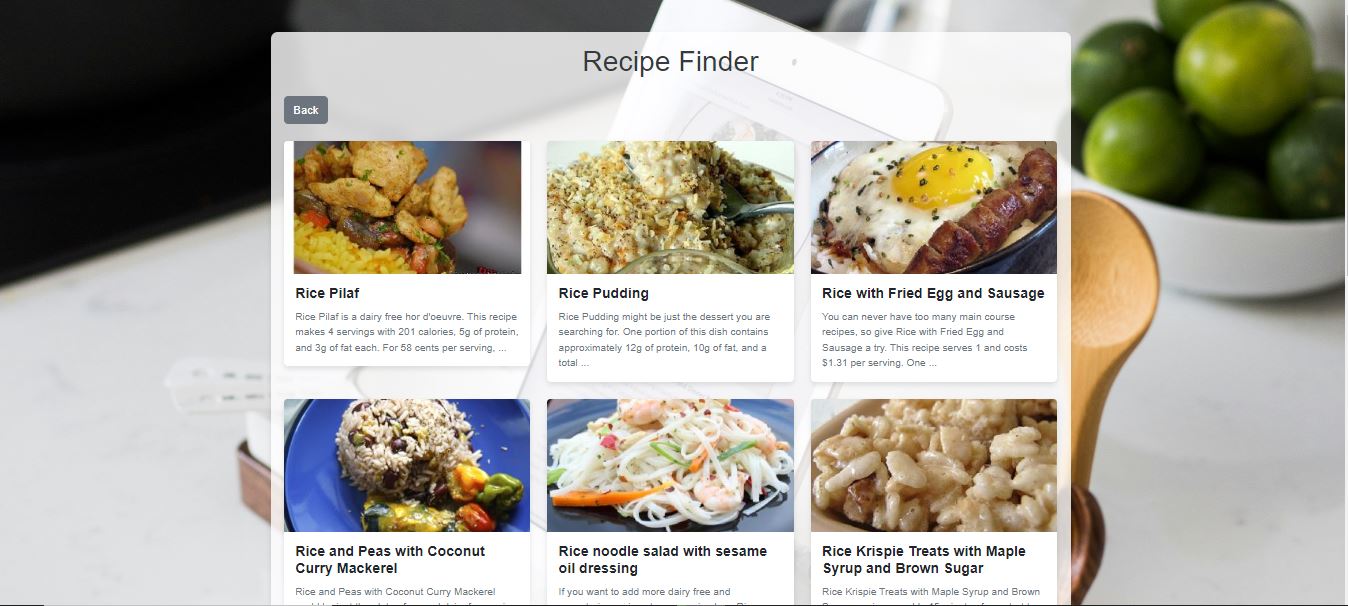 Recipe Finder
Back
Rice Pilaf
Rice Pilaf is a dairy free hor d'oeuvre. This recipe
makes 4 servings with 201 calories, 5g of protein,
and 3g of fat each. For 58 cents per serving, ...
Rice Pudding
Rice Pudding might be just the dessert you are
searching for. One portion of this dish contains
approximately 12g of protein, 10g of fat, and a
total ...
Rice with Fried Egg and Sausage
You can never have too many main course
recipes, so give Rice with Fried Egg and
Sausage a try. This recipe serves 1 and costs
$1.31 per serving. One ...
Rice and Peas with Coconut
Curry Mackerel
Rice and Peas with Coconut Curry Mackerel
Rice noodle salad with sesame
oil dressing
If you want to add more dairy free and
Rice Krispie Treats with Maple
Syrup and Brown Sugar
Rice Krispie Treats with Maple Syrup and Brown